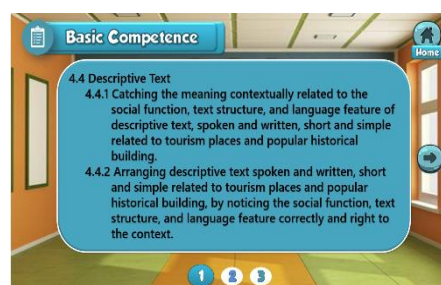 Basic Competence
Home
4.4 Descriptive Text
4.4.1 Catching the meaning contextually related to the
social function, text structure, and language feature of
descriptive text, spoken and written, short and simple
related to tourism places and popular historical
building.
4.4.2 Arranging descriptive text spoken and written, short
and simple related to tourism places and popular
historical building, by noticing the social function, text
structure, and language feature correctly and right to
the context.
1 2 3